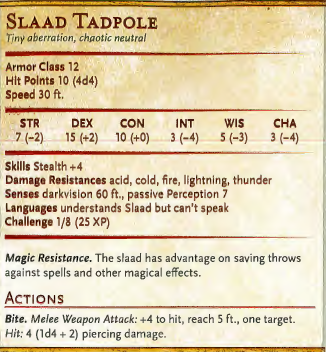 SLAAD TADPOLE
Tiny aberration, chaotic neutral
Armor Class 12
Hit Points 10 (4d4)
Speed 30 ft.
STR DEX CON INT WIS CHA
7 (−2) 15 (+2) 10 (+0) 3 (−4) 5 (−3) 3 (−4)
Skills Stealth +4
Damage Resistances acid, cold, fire, lightning, thunder
Senses darkvision 60 ft., passive Perception 7
Languages understands Slaad but can't speak
Challenge 1/8 (25 XP)
Magic Resistance. The slaad has advantage on saving throws
against spells and other magical effects.
ACTIONS
Bite. Melee Weapon Attack: +4 to hit, reach 5 ft., one target.
Hit: 4 (1d4 + 2) piercing damage.